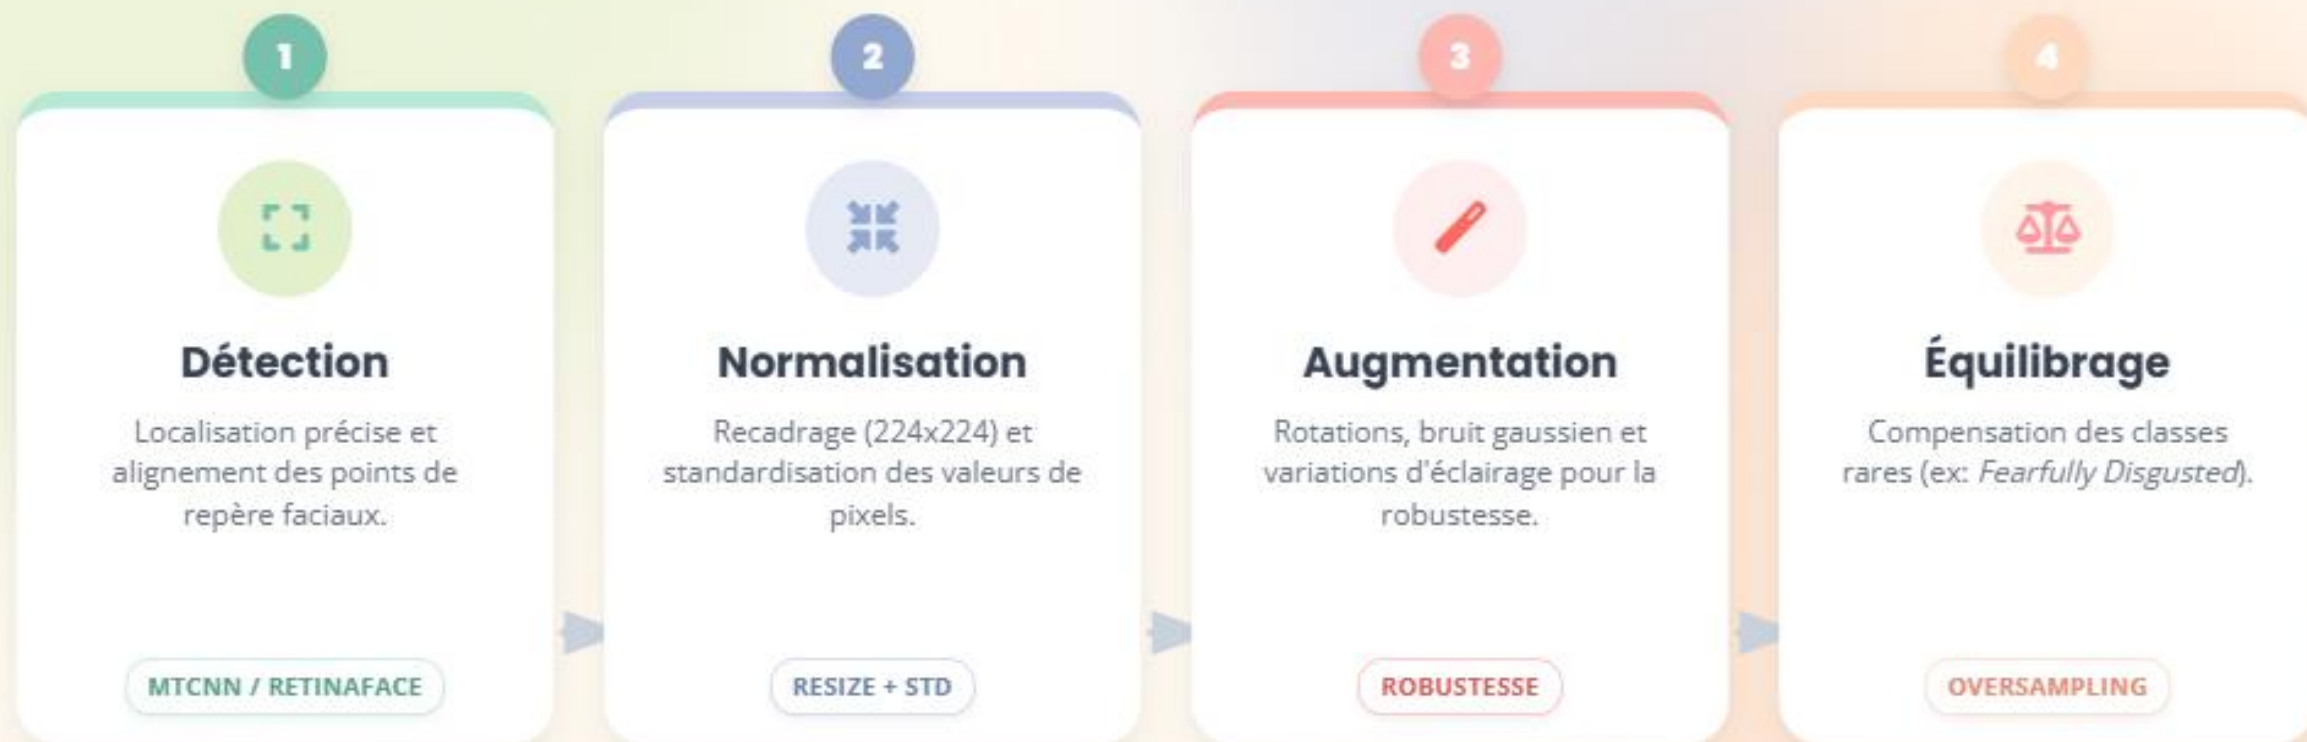 1
Détection
Localisation précise et
alignement des points de
repère faciaux.
MTCNN / RETINAFACE
2
Normalisation
Recadrage (224x224) et
standardisation des valeurs de
pixels.
RESIZE + STD
3
Augmentation
Rotations, bruit gaussien et
variations d'éclairage pour la
robustesse.
ROBUSTESSE
4
Équilibrage
Compensation des classes
rares (ex: Fearfully Disgusted).
OVERSAMPLING